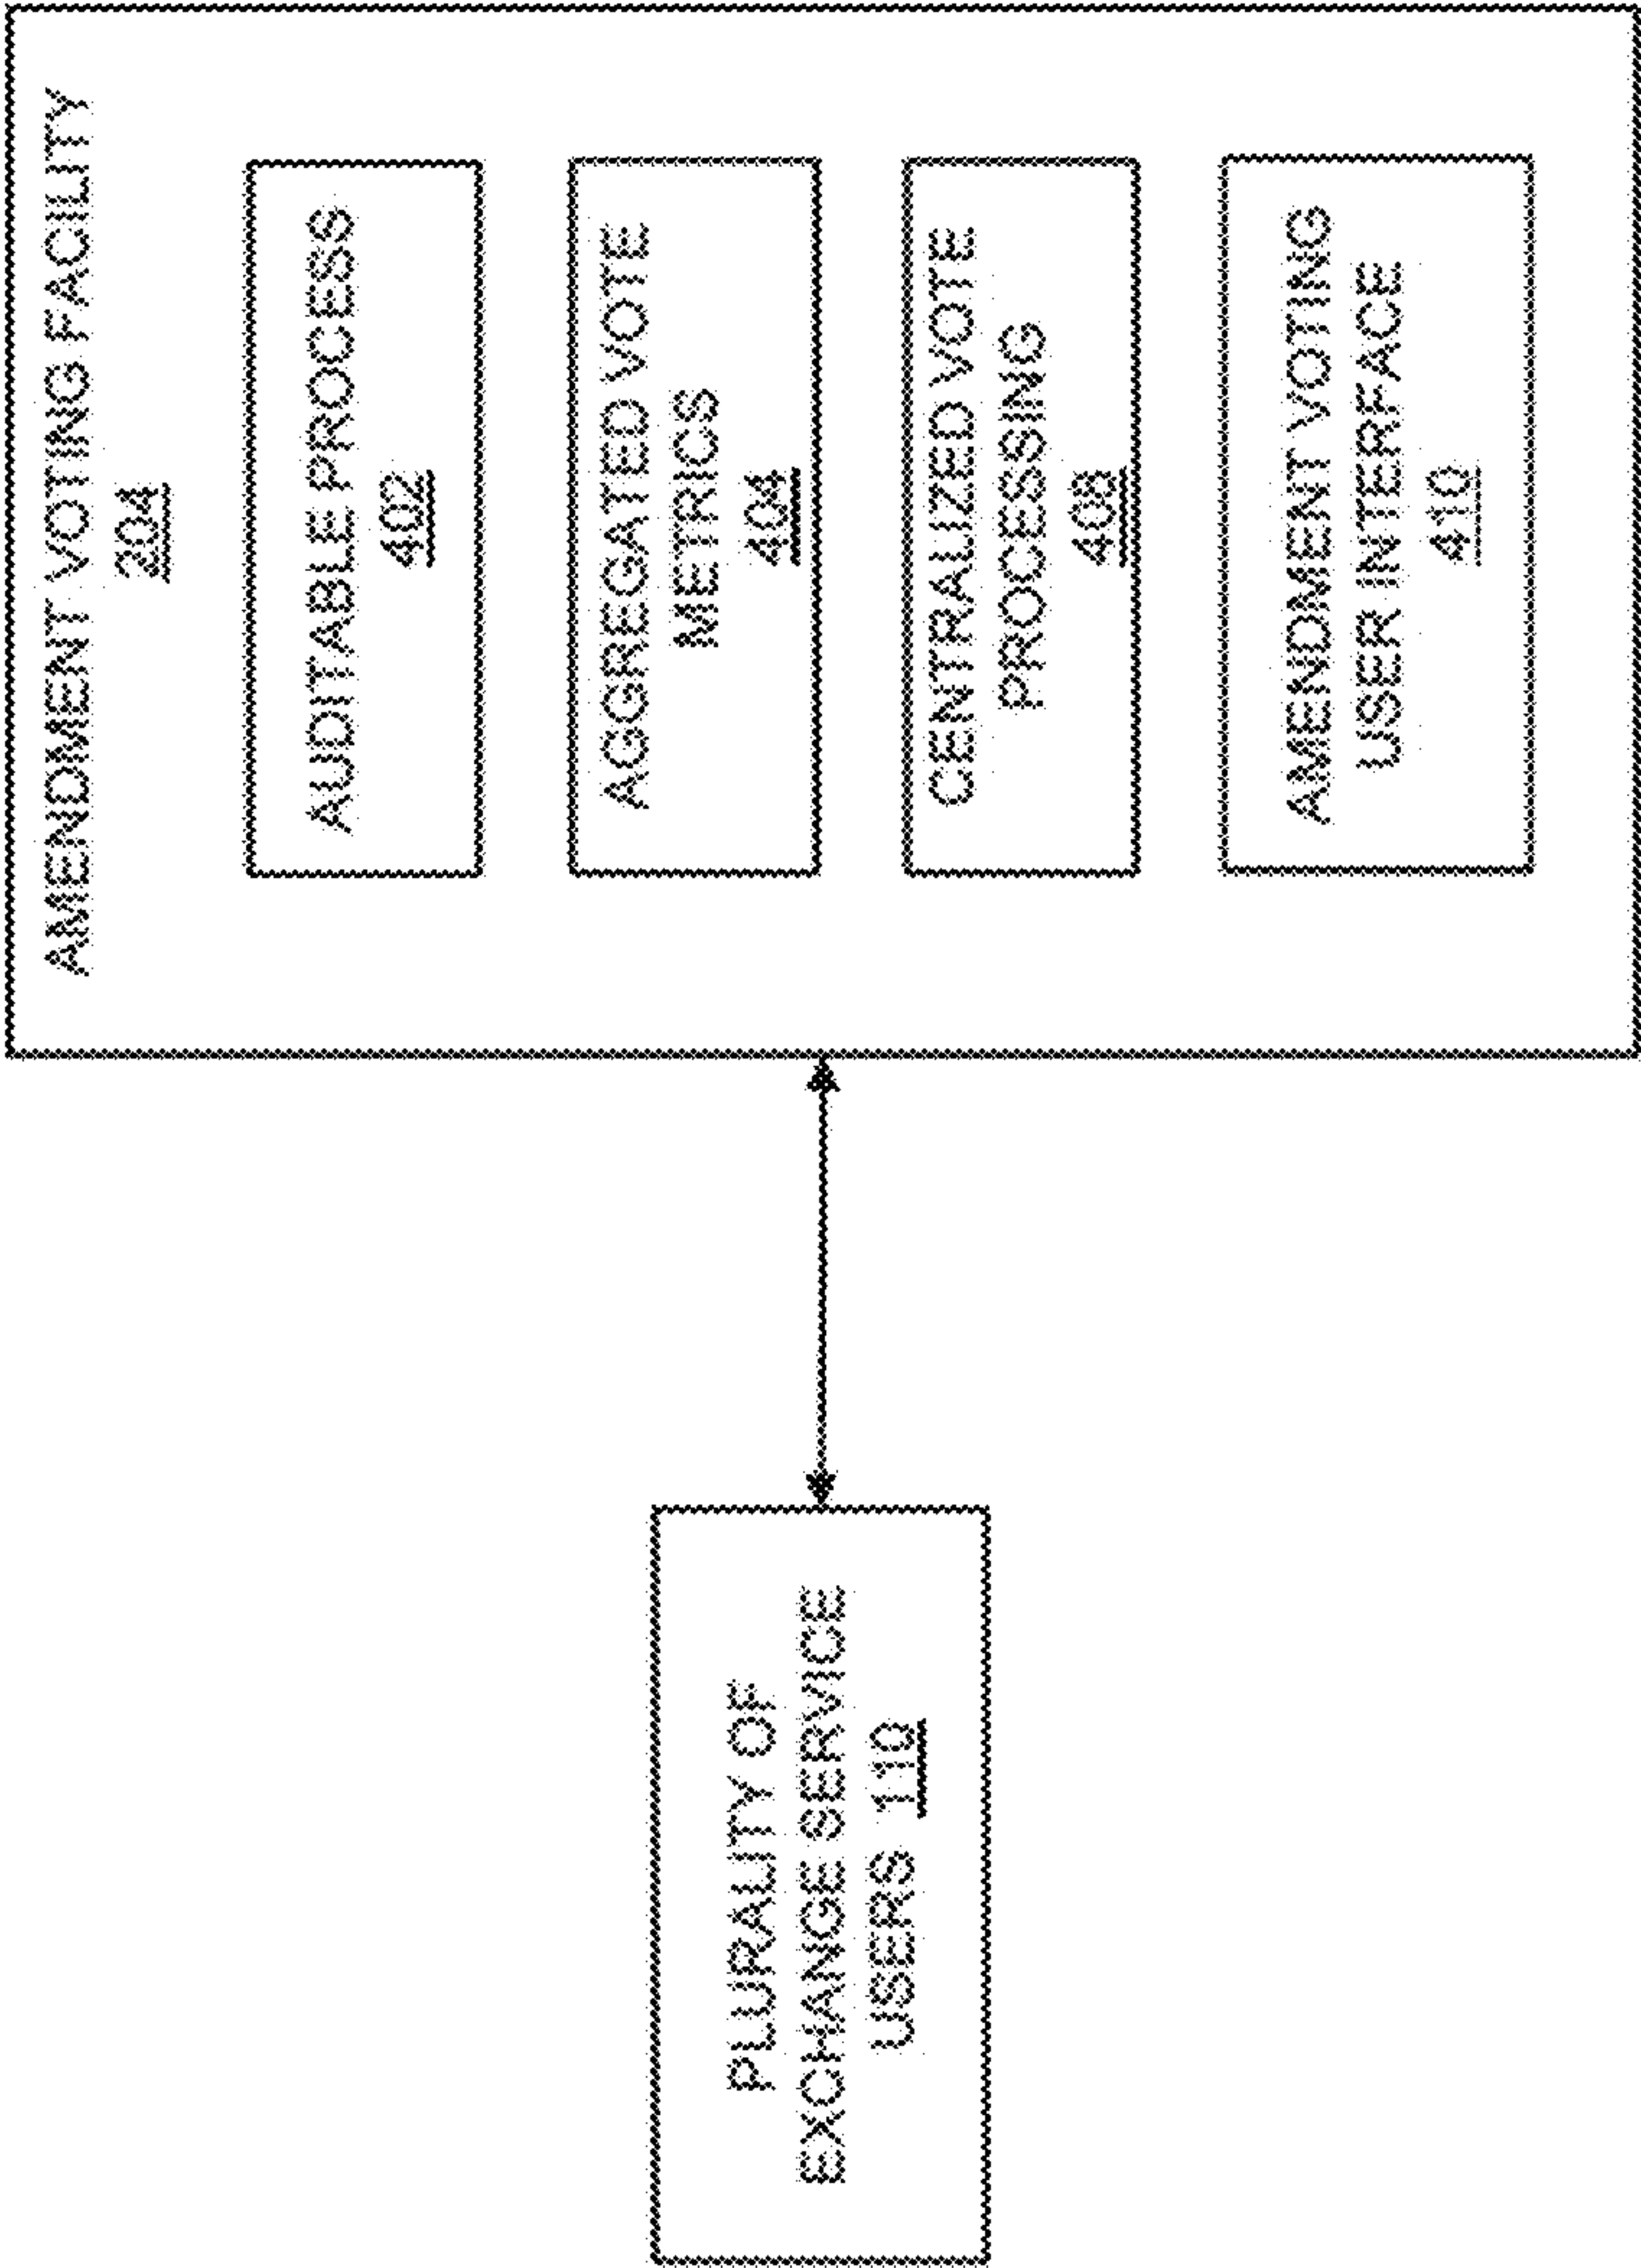 AMENDMENT VOTING FACILITY
204
AUDITABLE PROCESS
402
AGGREGATED VOTE
METRICS
404
CENTRALIZED VOTE
PROCESSING
408
AMENDMENT VOTING
USER INTERFACE
410
PLURALITY OF
EXCHANGE SERVICE
USERS 110